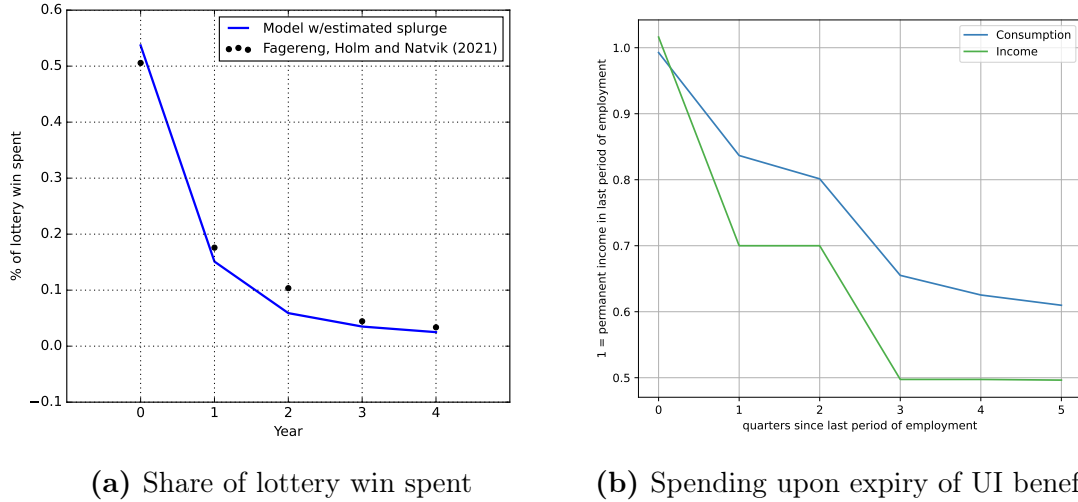 0.6
0.5
0.4
0.3
0.2
0.1
0.0
−0.1
% of lottery win spent
Model w/estimated splurge
Fagereng, Holm and Natvik (2021)
0 1 2 3 4
Year
(a) Share of lottery win spent
1.0
0.9
0.8
0.7
0.6
0.5
1 = permanent income in last period of employment
Consumption
Income
0 1 2 3 4 5
quarters since last period of employment
(b) Spending upon expiry of UI benef